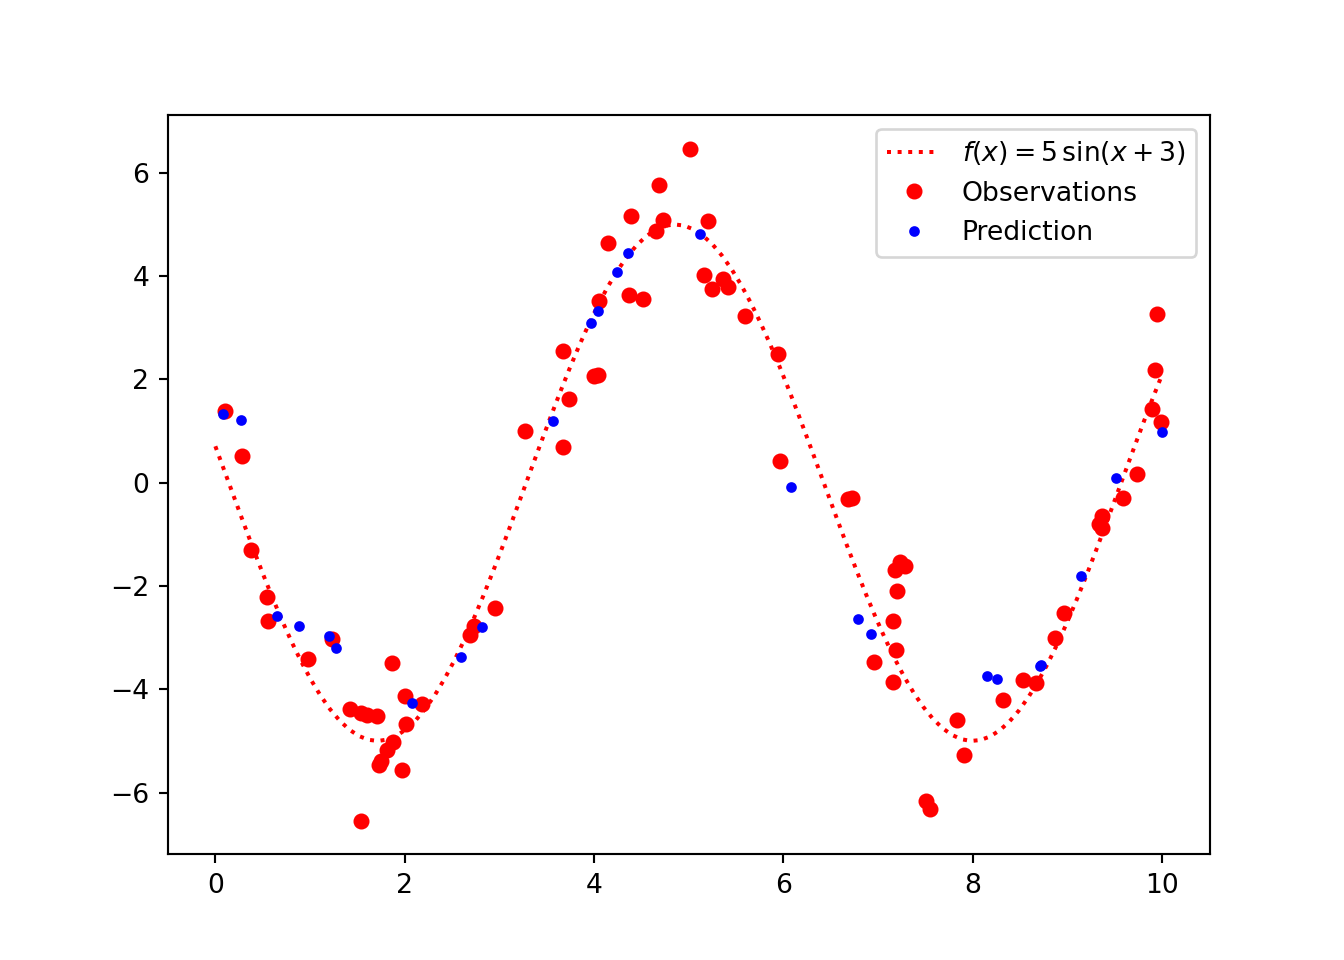 f(x) = 5 sin(x + 3)
Observations
Prediction
6
4
2
0
−2
−4
−6
0 2 4 6 8 10